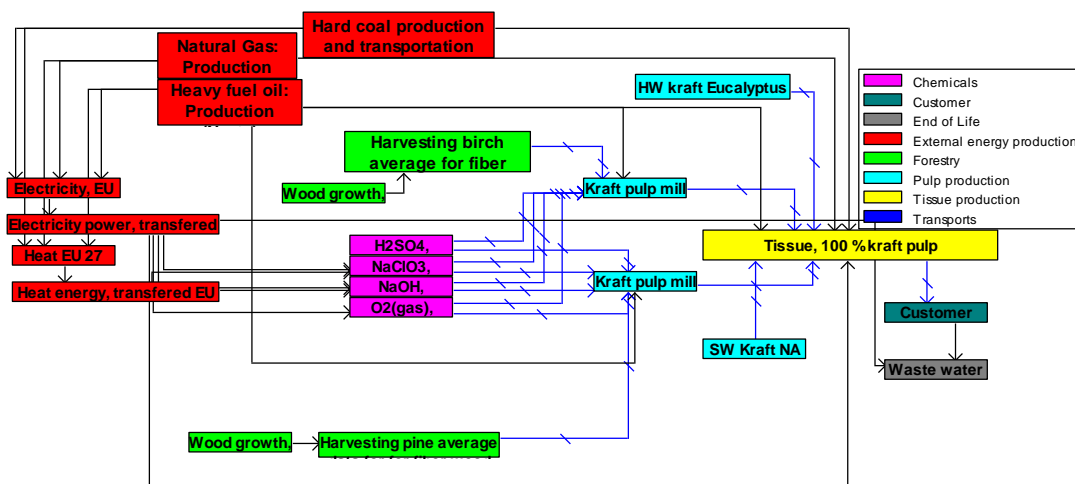 Hard coal production
and transportation
Natural Gas:
Production
Heavy fuel oil:
Production
HW kraft Eucalyptus
Harvesting birch
average for fiber
Wood growth,
Kraft pulp mill
Electricity, EU
Electricity power, transfered
Heat EU 27
Heat energy, transfered EU
H2SO4,
NaClO3,
NaOH,
O2(gas),
Kraft pulp mill
Tissue, 100 %kraft pulp
SW Kraft NA
Customer
Waste water
Wood growth,
Harvesting pine average
Chemicals
Customer
End of Life
External energy production
Forestry
Pulp production
Tissue production
Transports